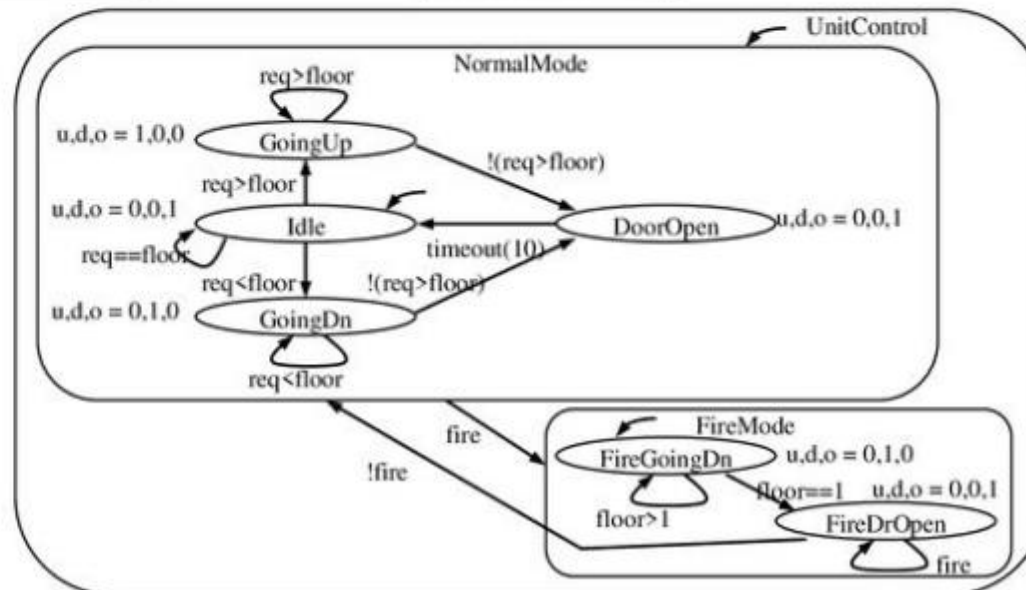 UnitControl
NormalMode
req>floor
u,d,o = 1,0,0
GoingUp
!(req>floor)
req>floor
u,d,o = 0,0,1
Idle
DoorOpen
u,d,o = 0,0,1
req==floor
timeout(10)
req<floor
!(req>floor)
u,d,o = 0,1,0
GoingDn
req<floor
fire
FireMode
!fire
FireGoingDn
u,d,o = 0,1,0
floor==1
u,d,o = 0,0,1
floor>1
FireDrOpen
fire